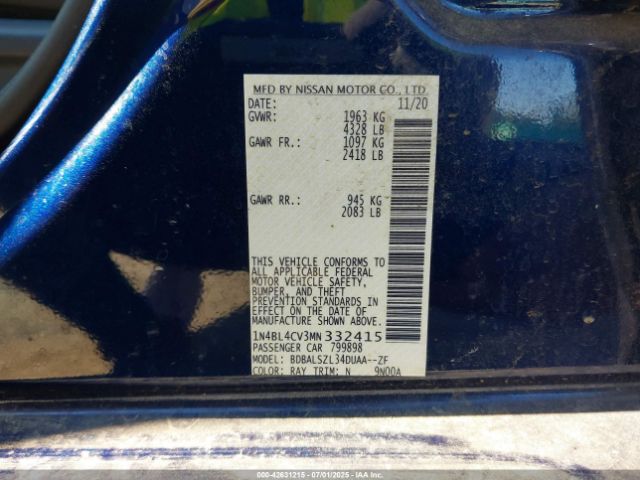 MFD BY NISSAN MOTOR CO., LTD.
DATE: 11/20
GVWR: 1963 KG
4328 LB
GAWR FR.: 1097 KG
2418 LB
GAWR RR.: 945 KG
2083 LB
THIS VEHICLE CONFORMS TO
ALL APPLICABLE FEDERAL
MOTOR VEHICLE SAFETY,
BUMPER, AND THEFT
PREVENTION STANDARDS IN
EFFECT ON THE DATE OF
MANUFACTURE SHOWN ABOVE.
1N4BL4CV3MN332415
PASSENGER CAR 799898
MODEL: BDBALSZL34DUAA--ZF
COLOR: RAY TRIM: N 9N00A
000-42631215 - 07/01/2025 - IAAI.COM